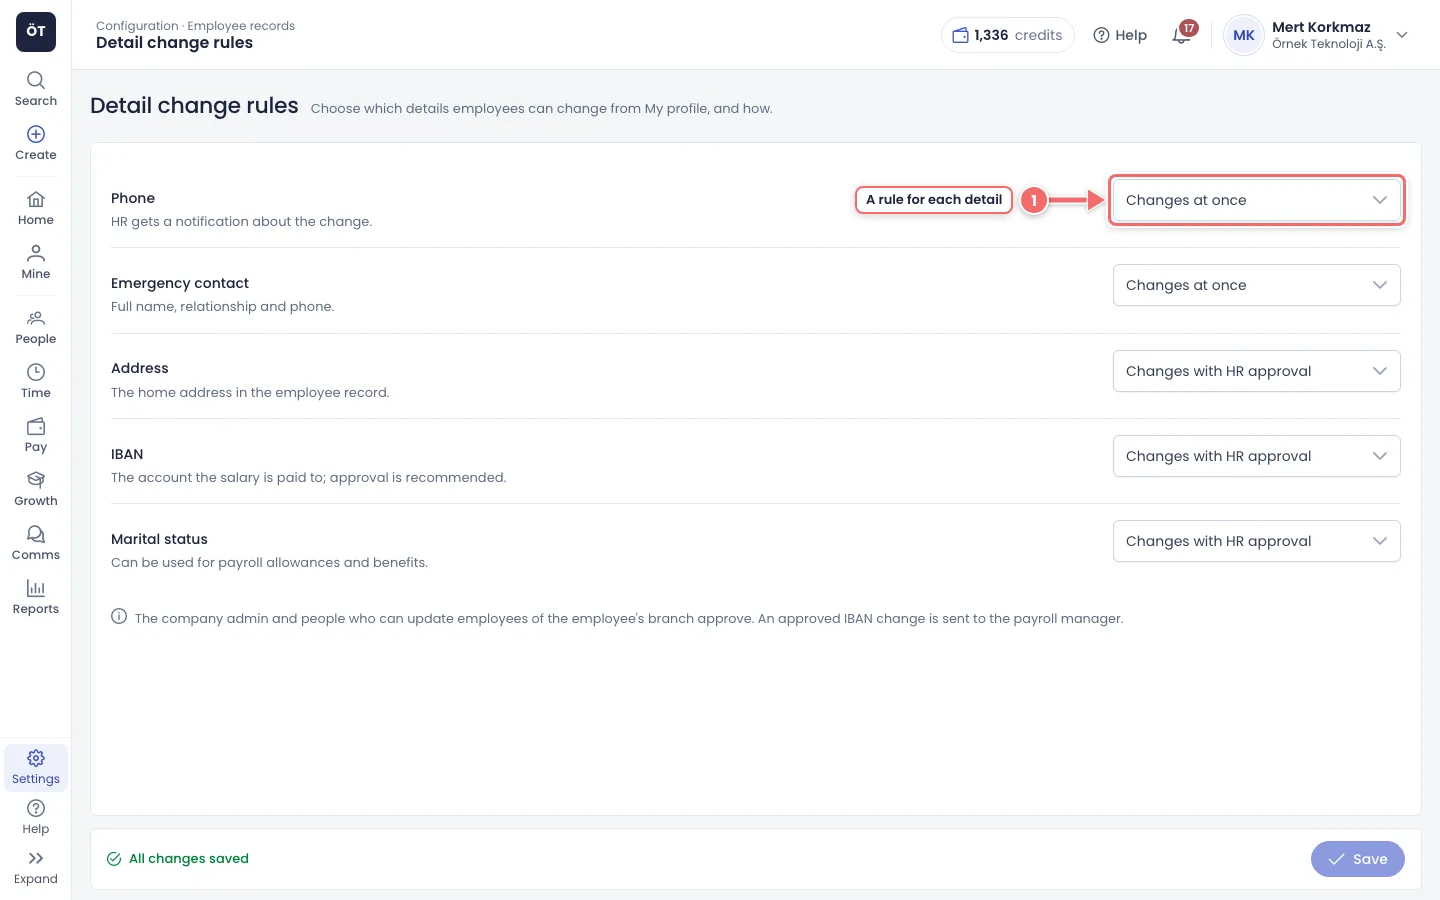 ÖT
Search
Create
Home
Mine
People
Time
Pay
Growth
Comms
Reports
Settings
Help
Expand
Configuration · Employee records
Detail change rules
1,336 credits
Help
17
MK
Mert Korkmaz
Örnek Teknoloji A.Ş.
Detail change rules
Choose which details employees can change from My profile, and how.
Phone
HR gets a notification about the change.
A rule for each detail
1
Changes at once
Emergency contact
Full name, relationship and phone.
Changes at once
Address
The home address in the employee record.
Changes with HR approval
IBAN
The account the salary is paid to; approval is recommended.
Changes with HR approval
Marital status
Can be used for payroll allowances and benefits.
Changes with HR approval
The company admin and people who can update employees of the employee's branch approve. An approved IBAN change is sent to the payroll manager.
All changes saved
Save